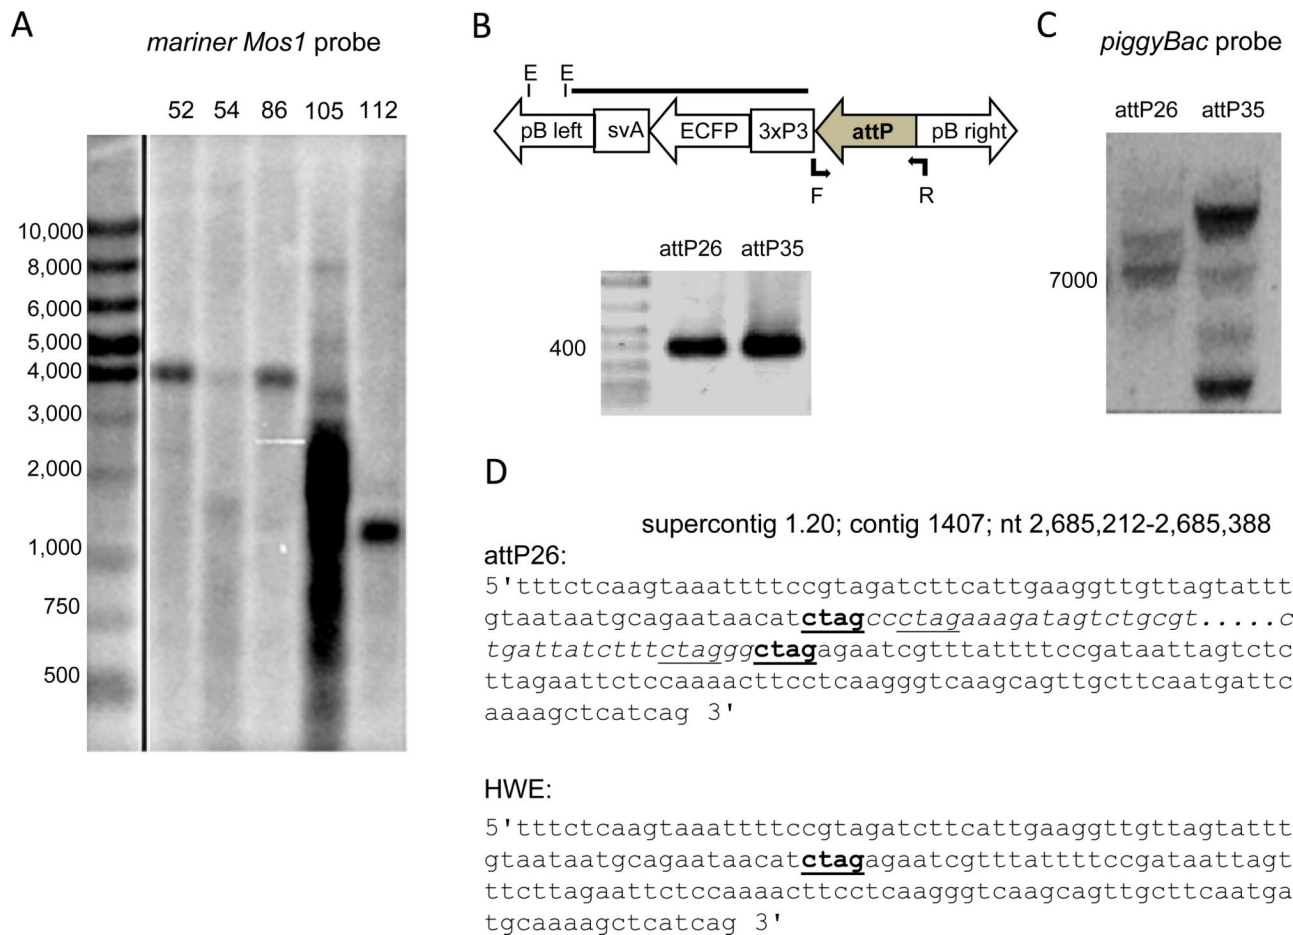 A
mariner Mos1 probe
52 54 86 105 112
10,000
8,000
6,000
5,000
4,000
3,000
2,000
1,000
750
500
B
E E
pB left svA ECFP 3xP3 attP pB right
F R
attP26 attP35
400
C
piggyBac probe
attP26 attP35
7000
D
supercontig 1.20; contig 1407; nt 2,685,212-2,685,388
attP26:
5'tttctcaagtaaattttccgtagatcttcattgaaggttgttagtattt
gtaataatgcagaataacatctagccctagaaagatagtctgcgt.....c
tgattatctttctagggctagagaatcgtttattttccgataattagtctc
ttagaattctccaaaacttcctcaagggtcaagcagttgcttcaatgattc
aaaagctcatcag 3'
HWE:
5'tttctcaagtaaattttccgtagatcttcattgaaggttgttagtattt
gtaataatgcagaataacatctagagaatcgtttattttccgataattagt
ttcttagaattctccaaaacttcctcaagggtcaagcagttgcttcaatga
tgcaaaagctcatcag 3'